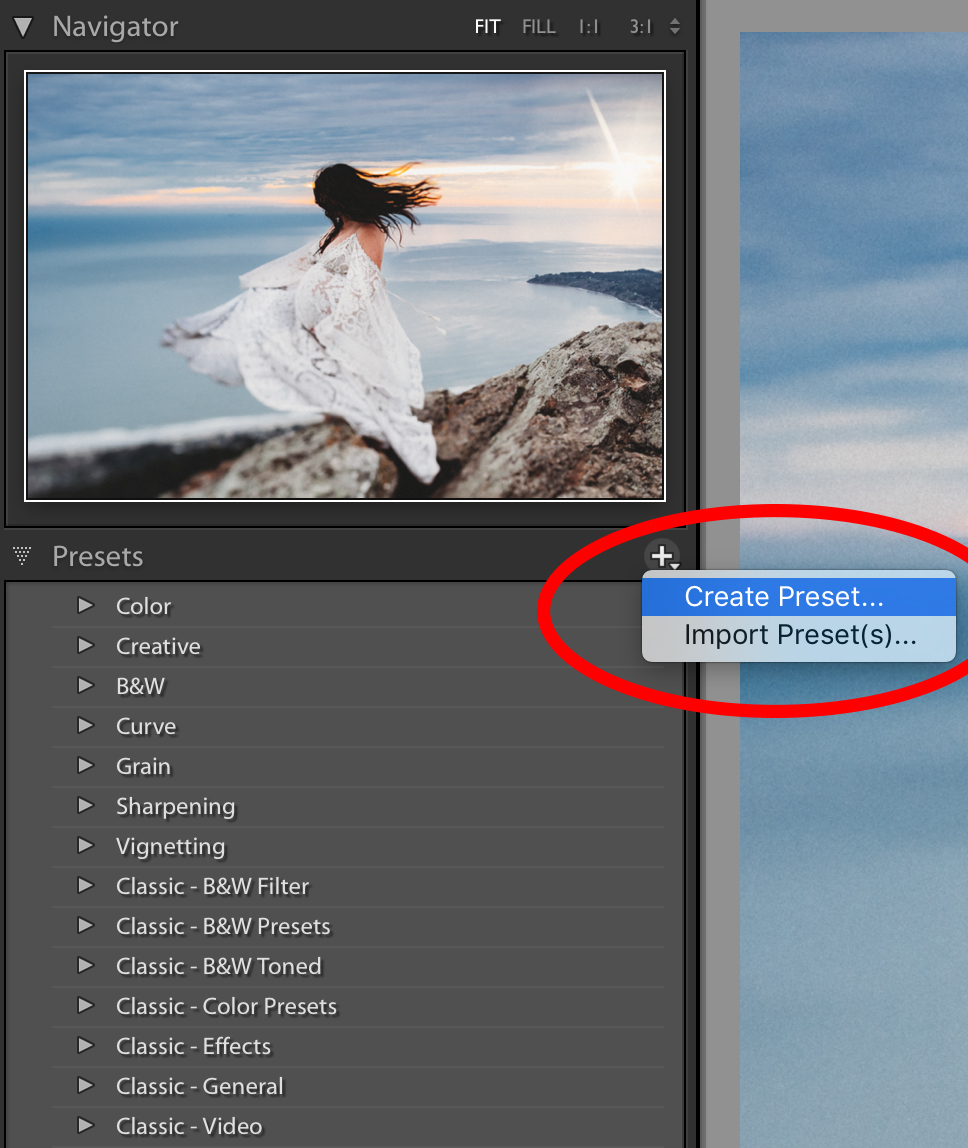 Navigator FIT FILL 1:1 3:1
Presets
Create Preset...
Import Preset(s)...
Color
Creative
B&W
Curve
Grain
Sharpening
Vignetting
Classic - B&W Filter
Classic - B&W Presets
Classic - B&W Toned
Classic - Color Presets
Classic - Effects
Classic - General
Classic - Video